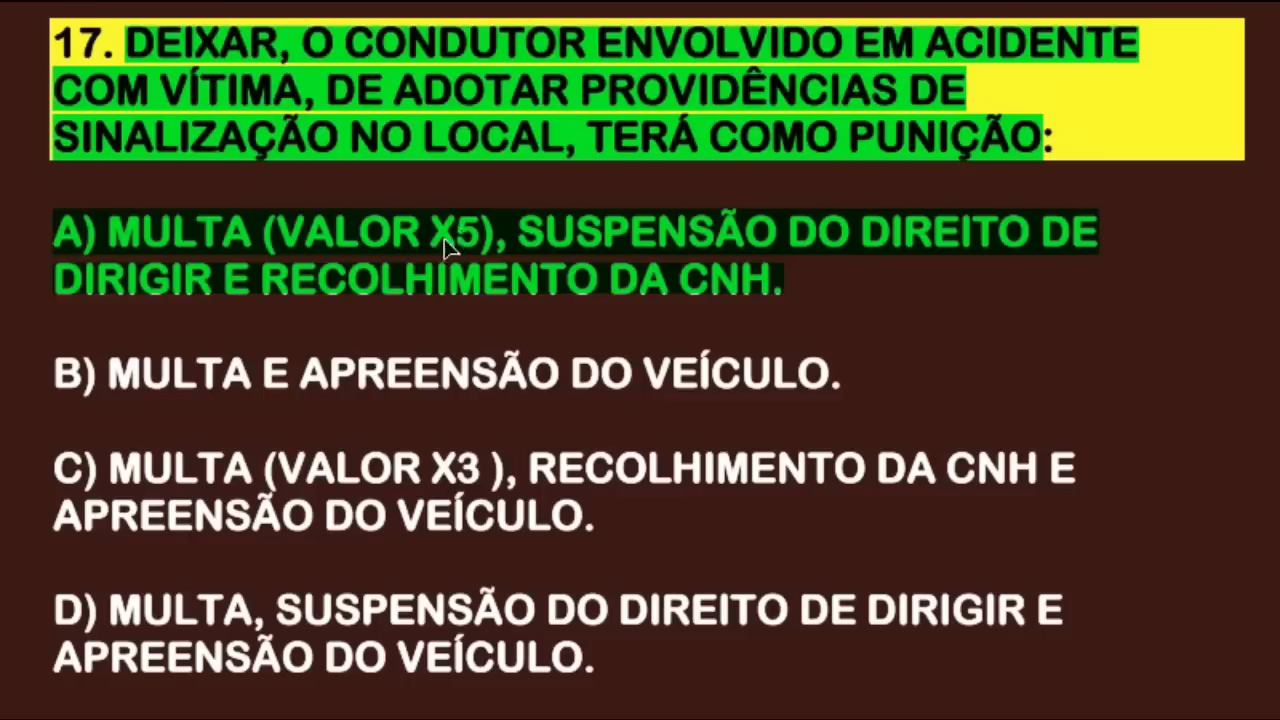 17. DEIXAR, O CONDUTOR ENVOLVIDO EM ACIDENTE
COM VÍTIMA, DE ADOTAR PROVIDÊNCIAS DE
SINALIZAÇÃO NO LOCAL, TERÁ COMO PUNIÇÃO:
A) MULTA (VALOR X5), SUSPENSÃO DO DIREITO DE
DIRIGIR E RECOLHIMENTO DA CNH.
B) MULTA E APREENSÃO DO VEÍCULO.
C) MULTA (VALOR X3 ), RECOLHIMENTO DA CNH E
APREENSÃO DO VEÍCULO.
D) MULTA, SUSPENSÃO DO DIREITO DE DIRIGIR E
APREENSÃO DO VEÍCULO.